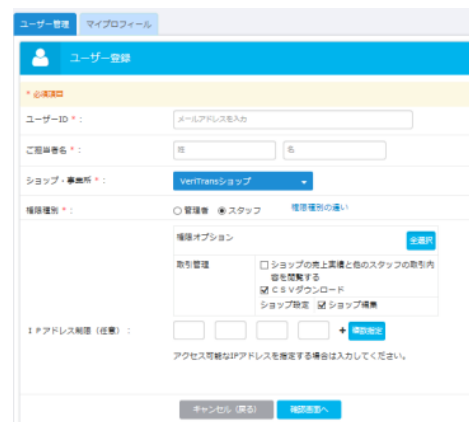 ユーザー管理 マイプロフィール
ユーザー登録
* 必須項目
ユーザーID * :
メールアドレスを入力
ご担当者名 * :
姓 名
ショップ・事業所 * :
VeriTransショップ
権限種別 * :
管理者 スタッフ 権限種別の違い
権限オプション 全選択
取引管理
ショップの売上実績と他のスタッフの取引内
容を閲覧する
CSVダウンロード
ショップ設定 ショップ編集
IPアドレス制限(任意) :
+ 複数指定
アクセス可能なIPアドレスを指定する場合は入力してください。
キャンセル(戻る) 確認画面へ